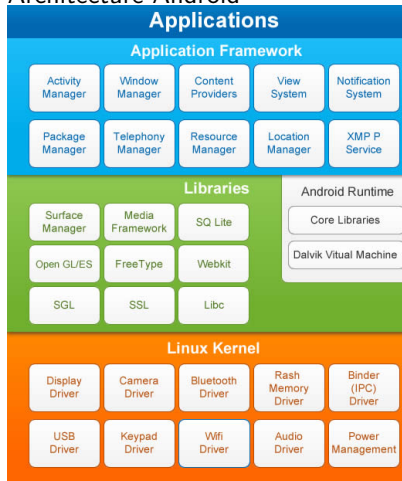 Architecture Android
Applications
Application Framework
Activity
Manager
Window
Manager
Content
Providers
View
System
Notification
System
Package
Manager
Telephony
Manager
Resource
Manager
Location
Manager
XMP P
Service
Libraries
Surface
Manager
Media
Framework
SQ Lite
Open GL/ES
FreeType
Webkit
SGL
SSL
Libc
Android Runtime
Core Libraries
Dalvik Vitual Machine
Linux Kernel
Display
Driver
Camera
Driver
Bluetooth
Driver
Rash
Memory
Driver
Binder
(IPC)
Driver
USB
Driver
Keypad
Driver
Wifi
Driver
Audio
Driver
Power
Management